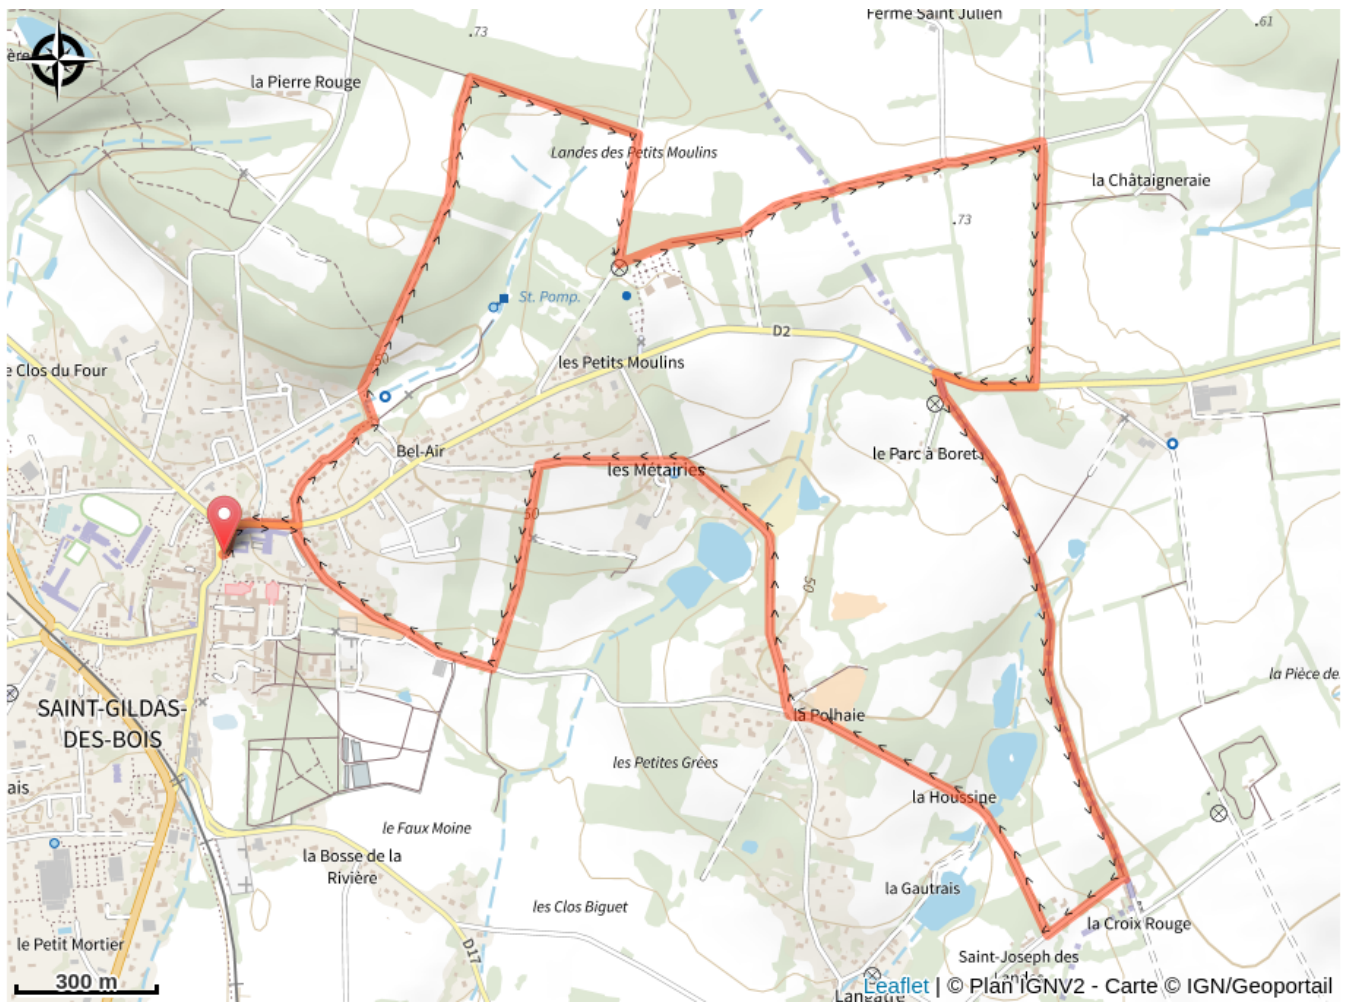 Ferme Saint Julien
.73
.61
ère
la Pierre Rouge
Landes des Petits Moulins
la Châtaigneraie
.73
St. Pomp.
D2
50
les Petits Moulins
e Clos du Four
Bel-Air
le Parc à Borets
les Métairies
50
50
la Pièce de
SAINT-GILDAS-
DES-BOIS
la Polhaie
les Petites Grées
ais
la Houssine
le Faux Moine
la Bosse de la
Rivière
la Gautrais
les Clos Biguet
la Croix Rouge
le Petit Mortier
D17
Saint-Joseph des
Landes
300 m
Leaflet | © Plan IGNV2 - Carte © IGN/Geoportail